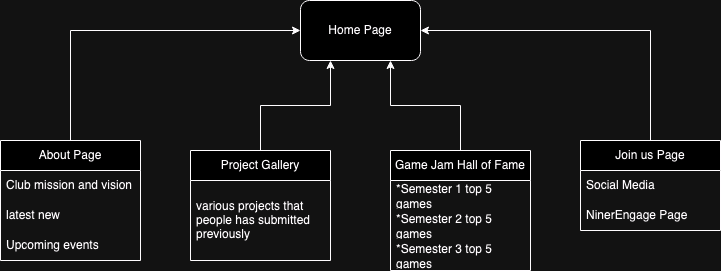 Home Page
About Page
Club mission and vision
latest new
Upcoming events
Project Gallery
various projects that
people has submitted
previously
Game Jam Hall of Fame
*Semester 1 top 5
games
*Semester 2 top 5
games
*Semester 3 top 5
games
Join us Page
Social Media
NinerEngage Page